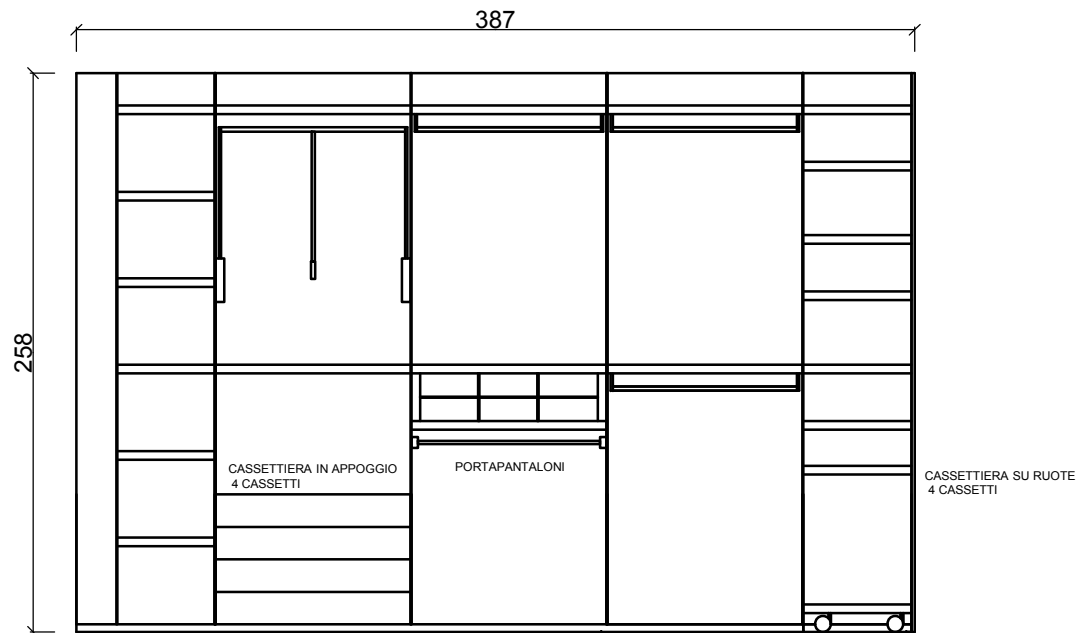 387
258
CASSETTIERA IN APPOGGIO
4 CASSETTI
PORTAPANTALONI
CASSETTIERA SU RUOTE
4 CASSETTI